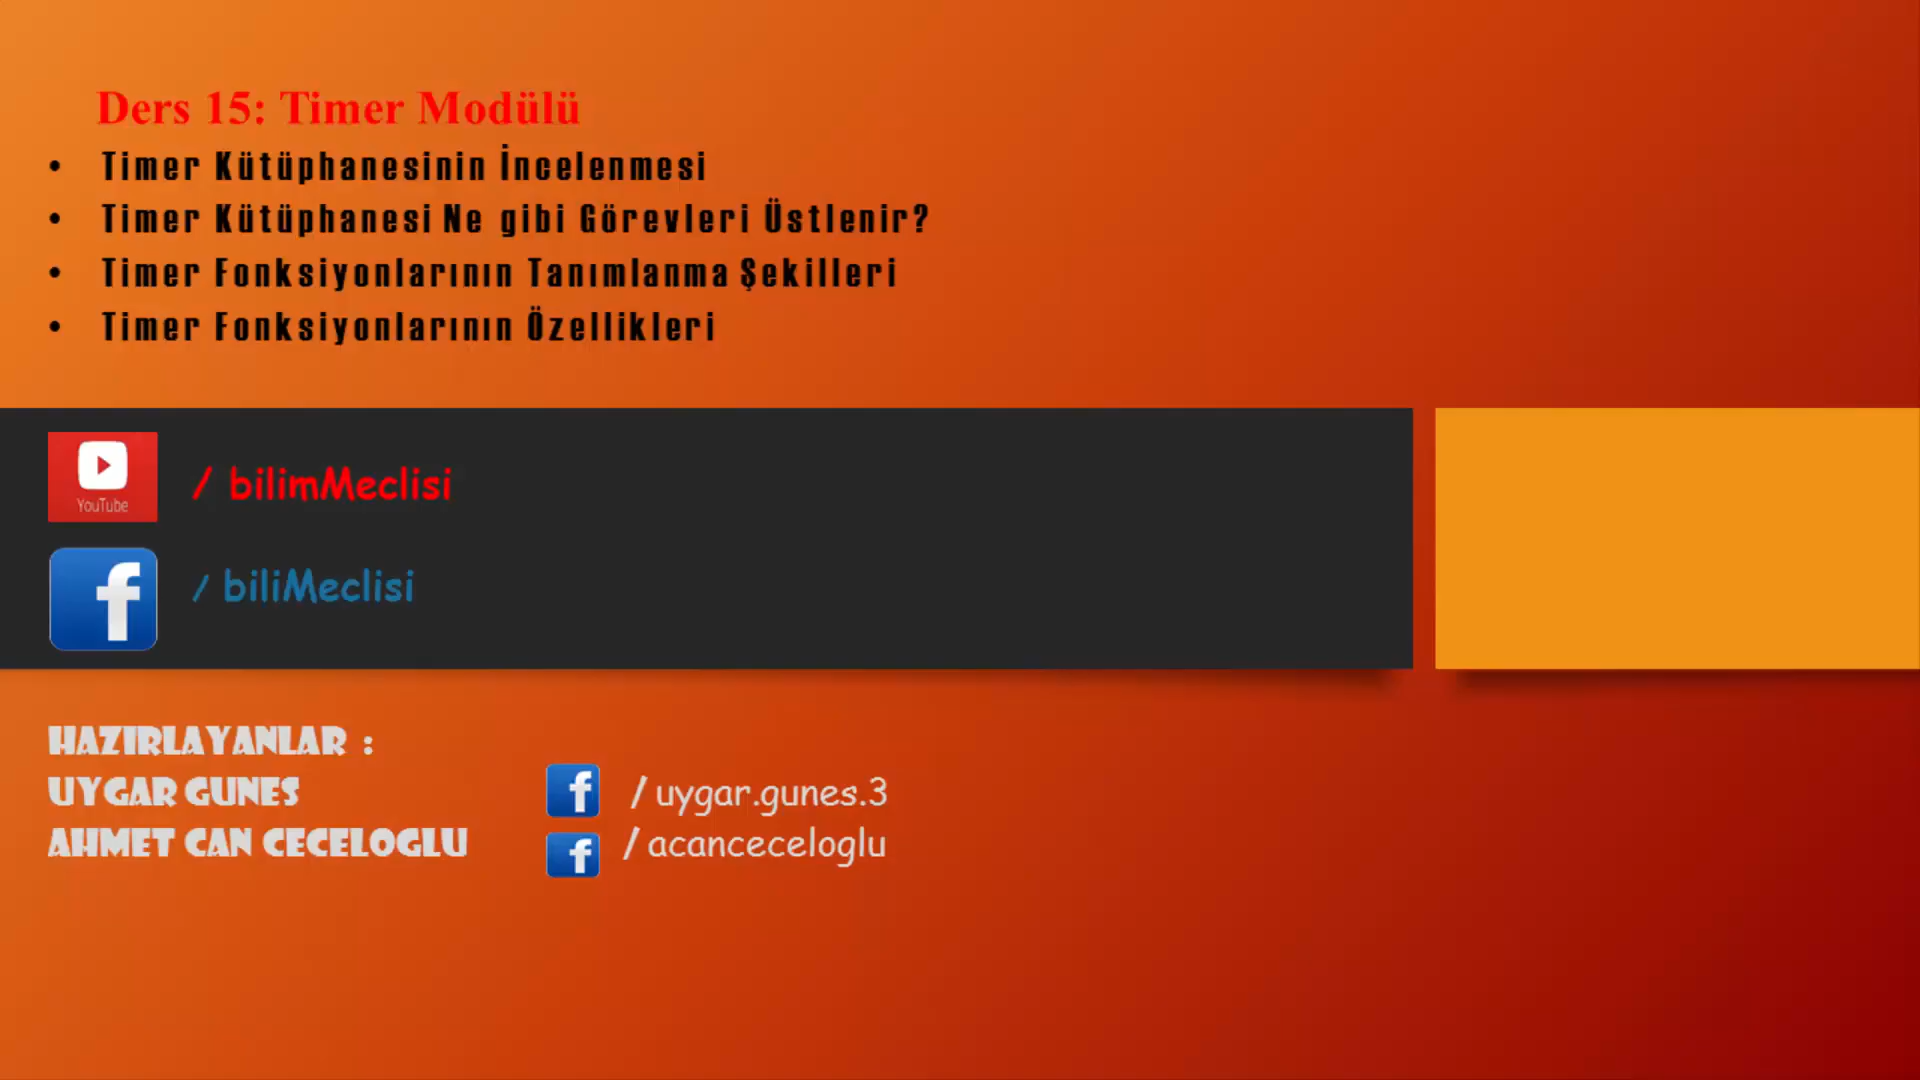 Ders 15: Timer Modülü
• Timer Kütüphanesinin İncelenmesi
• Timer Kütüphanesi Ne gibi Görevleri Üstlenir?
• Timer Fonksiyonlarının Tanımlanma Şekilleri
• Timer Fonksiyonlarının Özellikleri
YouTube / bilimMeclisi
f / biliMeclisi
HAZIRLAYANLAR :
UYGAR GUNES f / uygar.gunes.3
AHMET CAN CECELOGLU f / acanceceloglu